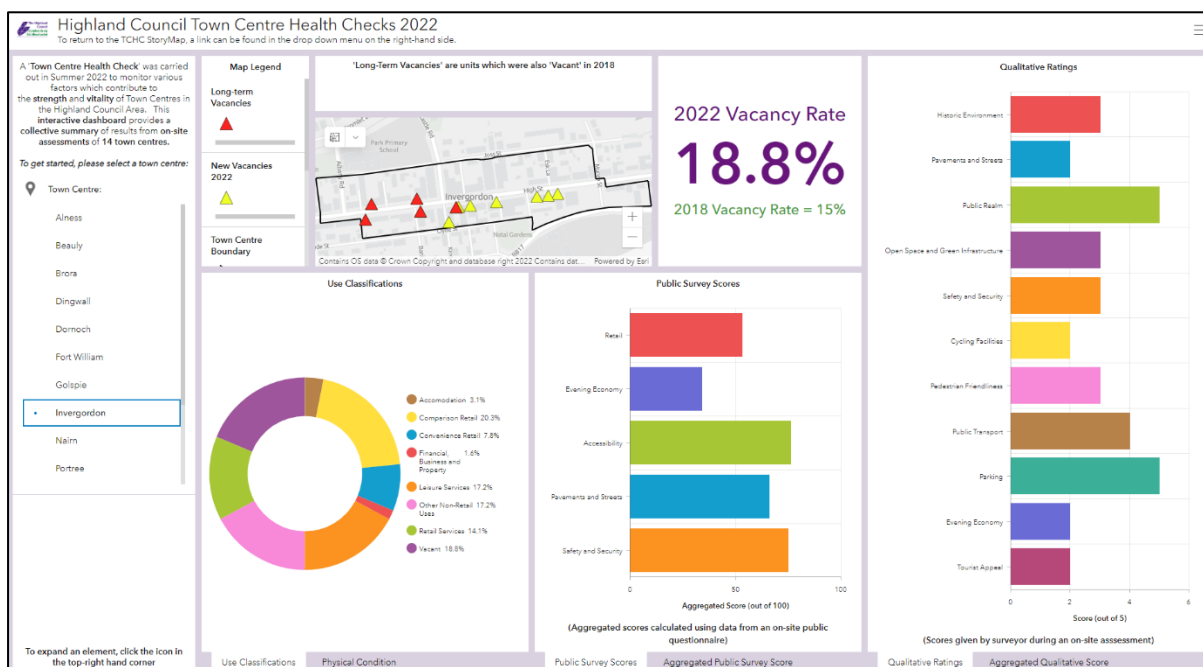 Highland Council Town Centre Health Checks 2022
To return to the TCHC StoryMap, a link can be found in the drop down menu on the right-hand side.
A 'Town Centre Health Check' was carried
out in Summer 2022 to monitor various
factors which contribute to
the strength and vitality of Town Centres in
the Highland Council Area. This
interactive dashboard provides a
collective summary of results from on-site
assessments of 14 town centres.
To get started, please select a town centre:
Town Centre:
Alness
Beauly
Brora
Dingwall
Dornoch
Fort William
Golspie
Invergordon
Nairn
Portree
To expand an element, click the icon in
the top-right hand corner
Map Legend
Long-term
Vacancies
New Vacancies
2022
Town Centre
Boundary
'Long-Term Vacancies' are units which were also 'Vacant' in 2018
Park Primary
School
Invergordon
High St
Natal Gardens
B817
Contains OS data © Crown Copyright and database right 2022 Contains dat...
Powered by Esri
2022 Vacancy Rate
18.8%
2018 Vacancy Rate = 15%
Use Classifications
Accomodation 3.1%
Comparison Retail 20.3%
Convenience Retail 7.8%
Financial, 1.6%
Business and
Property
Leisure Services 17.2%
Other Non-Retail 17.2%
Uses
Retail Services 14.1%
Vacant 18.8%
Use Classifications
Physical Condition
Public Survey Scores
Retail
Evening Economy
Accessibility
Pavements and Streets
Safety and Security
0
50
100
Aggregated Score (out of 100)
(Aggregated scores calculated using data from an on-site public
questionnaire)
Public Survey Scores
Aggregated Public Survey Score
Qualitative Ratings
Historic Environment
Pavements and Streets
Public Realm
Open Space and Green Infrastructure
Safety and Security
Cycling Facilities
Pedestrian Friendliness
Public Transport
Parking
Evening Economy
Tourist Appeal
0
2
4
6
Score (out of 5)
(Scores given by surveyor during an on-site asssessment)
Qualitative Ratings
Aggregated Qualitative Score